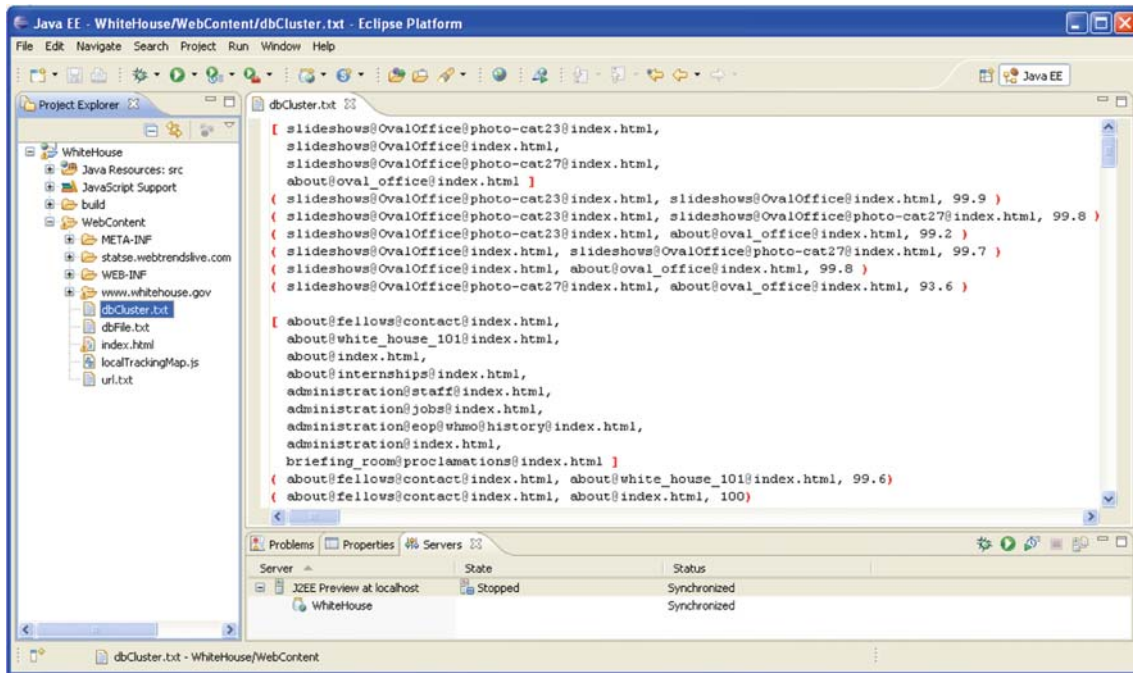 Java EE - WhiteHouse/WebContent/dbCluster.txt - Eclipse Platform
File Edit Navigate Search Project Run Window Help
Java EE
Project Explorer
WhiteHouse
Java Resources: src
JavaScript Support
build
WebContent
META-INF
statse.webtrendslive.com
WEB-INF
www.whitehouse.gov
dbCluster.txt
dbFile.txt
index.html
localTrackingMap.js
url.txt
dbCluster.txt
[ slideshows@OvalOffice@photo-cat23@index.html,
slideshows@OvalOffice@index.html,
slideshows@OvalOffice@photo-cat27@index.html,
about@oval_office@index.html ]
( slideshows@OvalOffice@photo-cat23@index.html, slideshows@OvalOffice@index.html, 99.9 )
( slideshows@OvalOffice@photo-cat23@index.html, slideshows@OvalOffice@photo-cat27@index.html, 99.8 )
( slideshows@OvalOffice@photo-cat23@index.html, about@oval_office@index.html, 99.2 )
( slideshows@OvalOffice@index.html, slideshows@OvalOffice@photo-cat27@index.html, 99.7 )
( slideshows@OvalOffice@index.html, about@oval_office@index.html, 99.8 )
( slideshows@OvalOffice@photo-cat27@index.html, about@oval_office@index.html, 93.6 )
[ about@fellows@contact@index.html,
about@white_house_101@index.html,
about@index.html,
about@internships@index.html,
administration@staff@index.html,
administration@jobs@index.html,
administration@eop@whmo@history@index.html,
administration@index.html,
briefing_room@proclamations@index.html ]
( about@fellows@contact@index.html, about@white_house_101@index.html, 99.6)
( about@fellows@contact@index.html, about@index.html, 100)
Problems Properties Servers
Server State Status
J2EE Preview at localhost Stopped Synchronized
WhiteHouse Synchronized
dbCluster.txt - WhiteHouse/WebContent